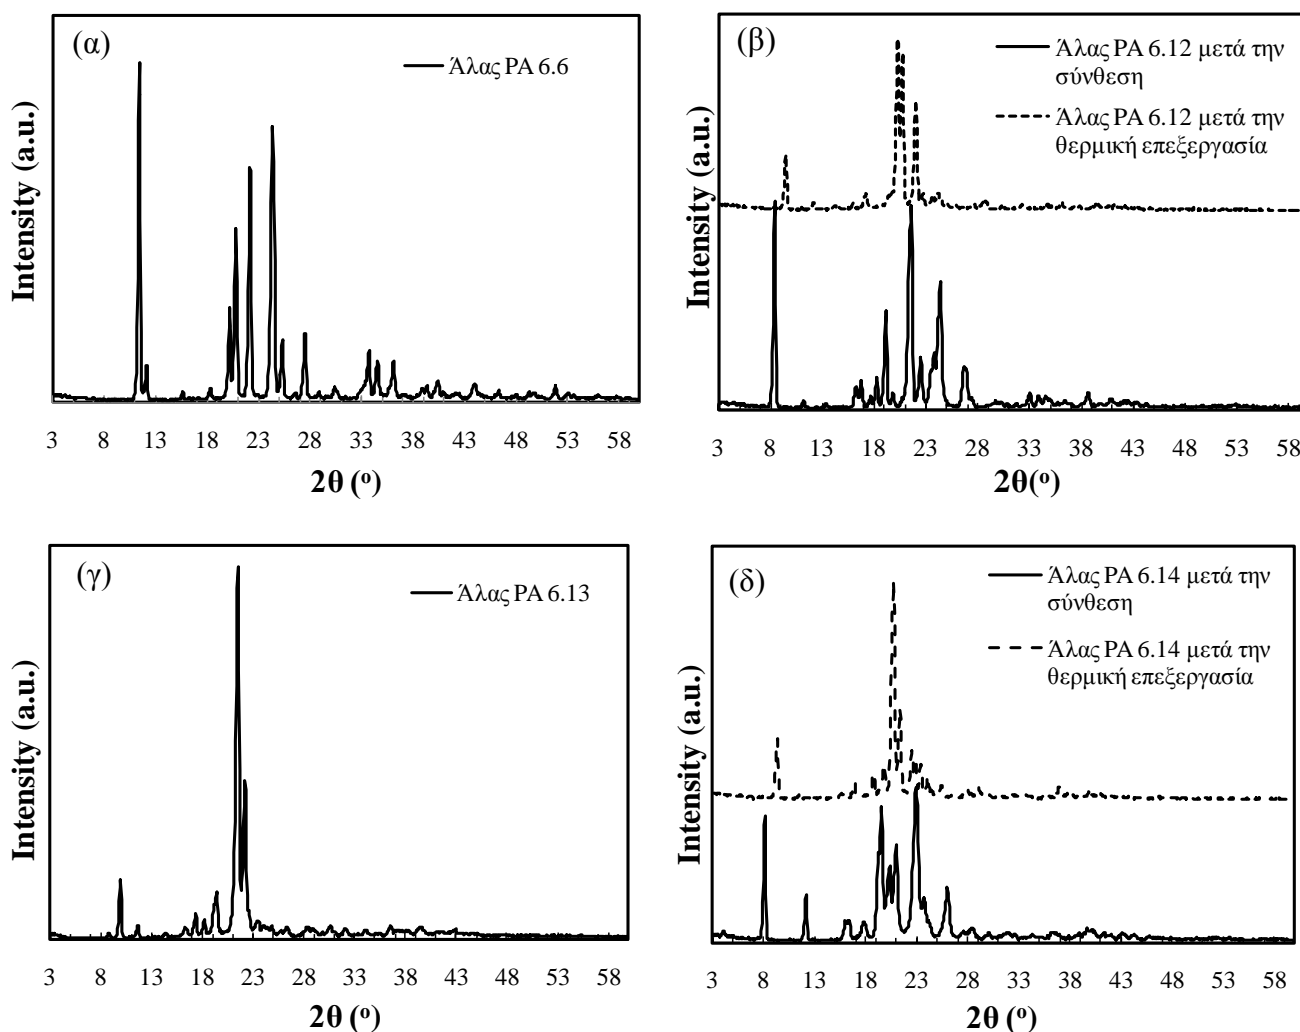 (α)
Άλας PA 6.6
Intensity (a.u.)
3 8 13 18 23 28 33 38 43 48 53 58
2θ (º)
(β)
Άλας PA 6.12 μετά την
σύνθεση
Άλας PA 6.12 μετά την
θερμική επεξεργασία
Intensity (a.u.)
3 8 13 18 23 28 33 38 43 48 53 58
2θ(º)
(γ)
Άλας PA 6.13
Intensity (a.u.)
3 8 13 18 23 28 33 38 43 48 53 58
2θ (º)
(δ)
Άλας PA 6.14 μετά την
σύνθεση
Άλας PA 6.14 μετά την
θερμική επεξεργασία
Intensity (a.u.)
3 8 13 18 23 28 33 38 43 48 53 58
2θ (º)